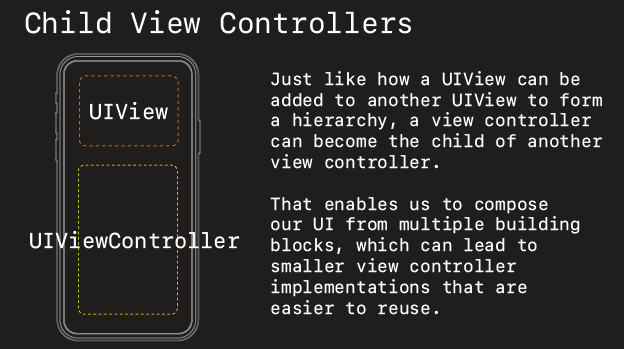 Child View Controllers
UIView
UIViewController
Just like how a UIView can be
added to another UIView to form
a hierarchy, a view controller
can become the child of another
view controller.
That enables us to compose
our UI from multiple building
blocks, which can lead to
smaller view controller
implementations that are
easier to reuse.